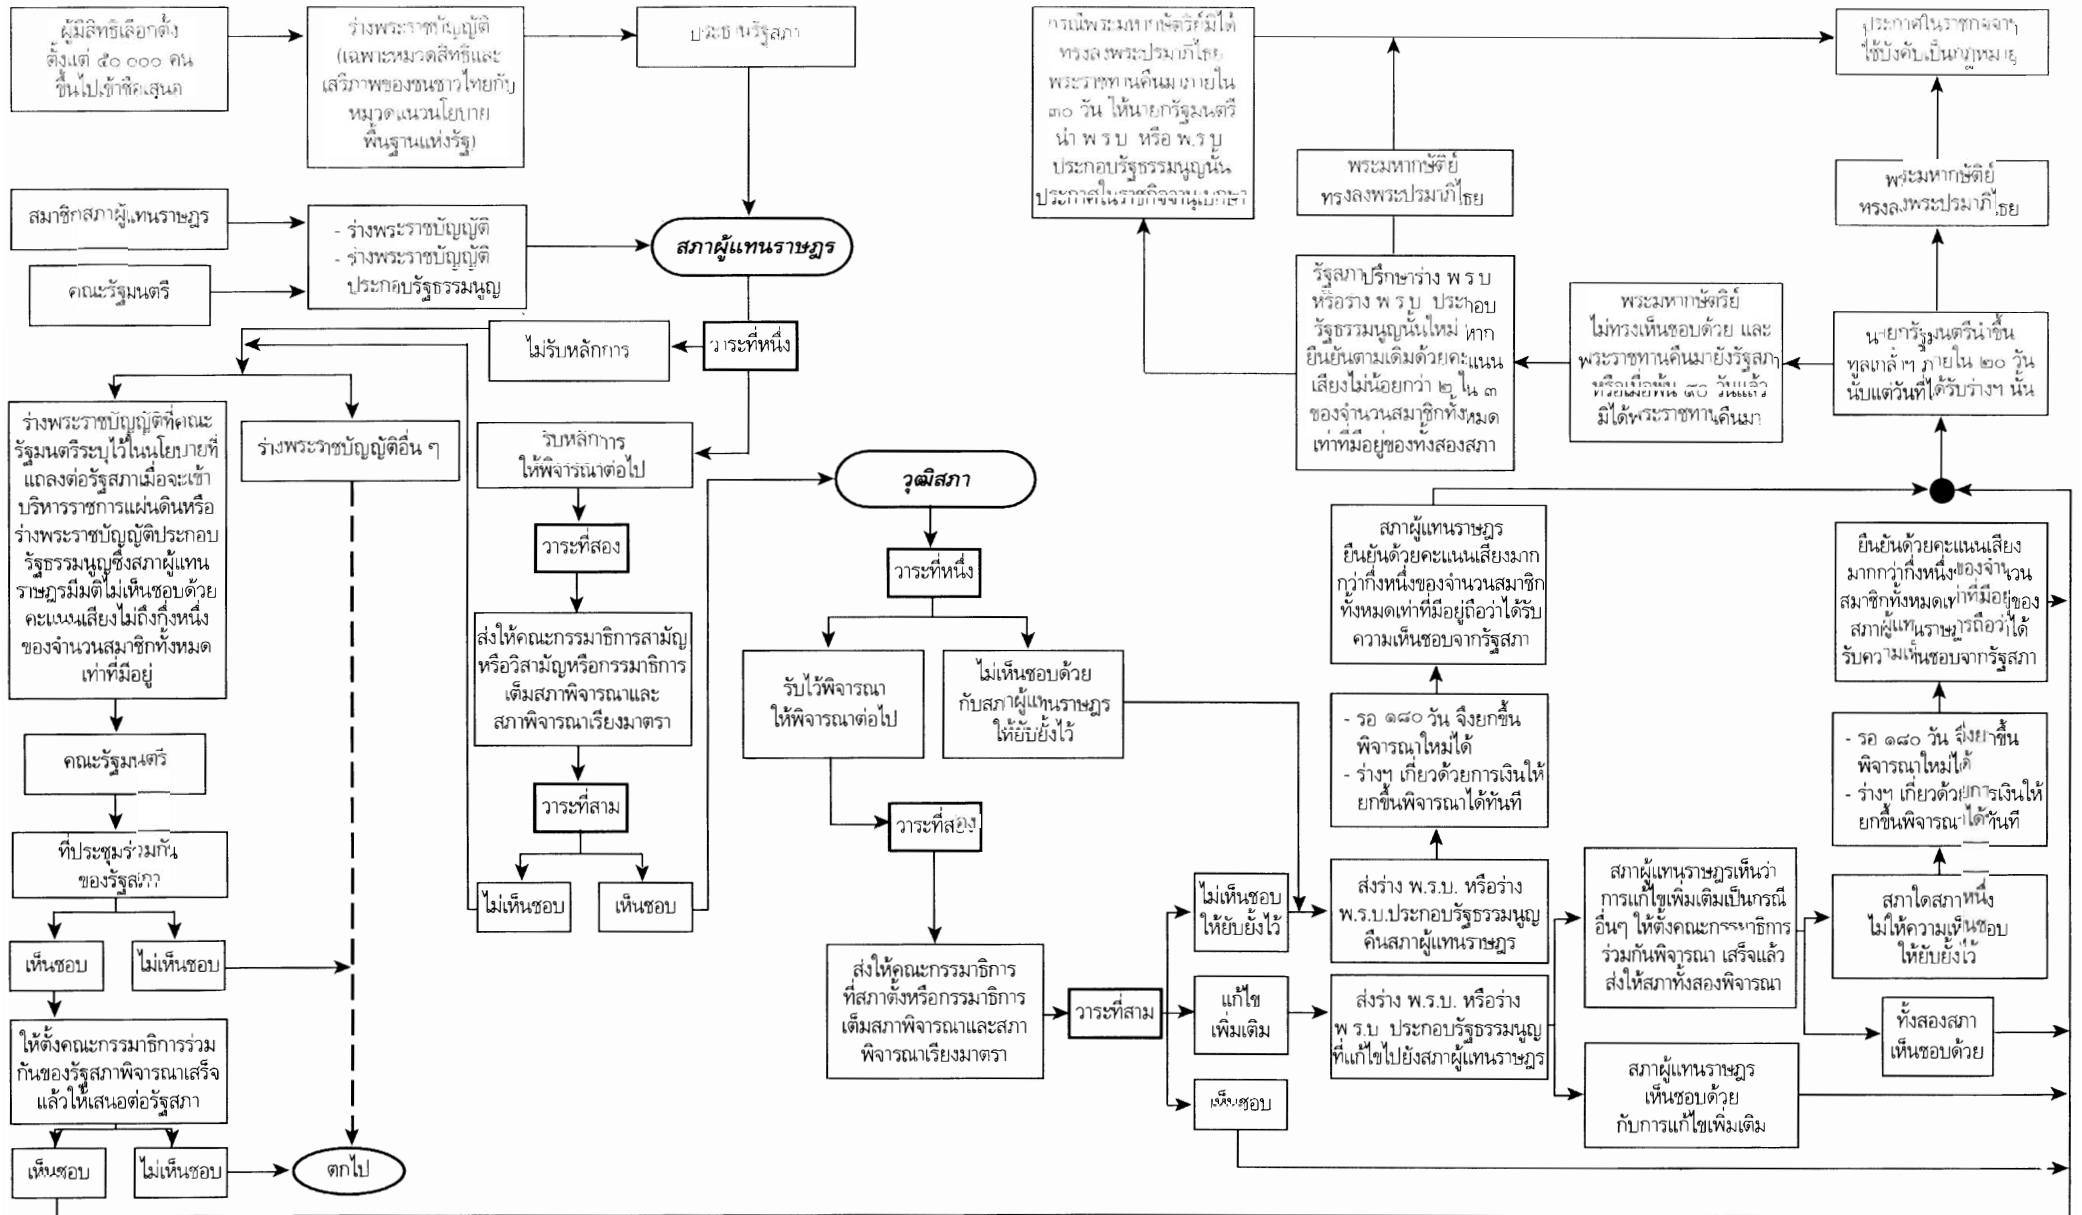 ผู้มีสิทธิเลือกตั้ง
ตั้งแต่ ๕๐ ๐๐๐ คน
ขึ้นไปเข้าชื่อเสนอ
ร่างพระราชบัญญัติ
(เฉพาะหมวดสิทธิและ
เสรีภาพของชนชาวไทยกับ
หมวดแนวนโยบาย
พื้นฐานแห่งรัฐ)
ประธานรัฐสภา
สมาชิกสภาผู้แทนราษฎร
คณะรัฐมนตรี
- ร่างพระราชบัญญัติ
- ร่างพระราชบัญญัติ
ประกอบรัฐธรรมนูญ
สภาผู้แทนราษฎร
วาระที่หนึ่ง
ไม่รับหลักการ
ร่างพระราชบัญญัติที่คณะ
รัฐมนตรีระบุไว้ในนโยบายที่
แถลงต่อรัฐสภาเมื่อจะเข้า
บริหารราชการแผ่นดินหรือ
ร่างพระราชบัญญัติประกอบ
รัฐธรรมนูญซึ่งสภาผู้แทน
ราษฎรมีมติไม่เห็นชอบด้วย
คะแนนเสียงไม่ถึงกึ่งหนึ่ง
ของจำนวนสมาชิกทั้งหมด
เท่าที่มีอยู่
ร่างพระราชบัญญัติอื่น ๆ
คณะรัฐมนตรี
ที่ประชุมร่วมกัน
ของรัฐสภา
เห็นชอบ
ไม่เห็นชอบ
ให้ตั้งคณะกรรมาธิการร่วม
กันของรัฐสภาพิจารณาเสร็จ
แล้วให้เสนอต่อรัฐสภา
เห็นชอบ
ไม่เห็นชอบ
ตกไป
รับหลักการ
ให้พิจารณาต่อไป
วาระที่สอง
ส่งให้คณะกรรมาธิการสามัญ
หรือวิสามัญหรือกรรมาธิการ
เต็มสภาพิจารณาและ
สภาพิจารณาเรียงมาตรา
วาระที่สาม
ไม่เห็นชอบ
เห็นชอบ
วุฒิสภา
วาระที่หนึ่ง
รับไว้พิจารณา
ให้พิจารณาต่อไป
ไม่เห็นชอบด้วย
กับสภาผู้แทนราษฎร
ให้ยับยั้งไว้
วาระที่สอง
ส่งให้คณะกรรมาธิการ
ที่สภาตั้งหรือกรรมาธิการ
เต็มสภาพิจารณาและสภา
พิจารณาเรียงมาตรา
วาระที่สาม
ไม่เห็นชอบ
ให้ยับยั้งไว้
แก้ไข
เพิ่มเติม
เห็นชอบ
ส่งร่าง พ.ร.บ. หรือร่าง
พ.ร.บ.ประกอบรัฐธรรมนูญ
คืนสภาผู้แทนราษฎร
ส่งร่าง พ.ร.บ. หรือร่าง
พ ร.บ ประกอบรัฐธรรมนูญ
ที่แก้ไขไปยังสภาผู้แทนราษฎร
- รอ ๑๘๐ วัน จึงยกขึ้น
พิจารณาใหม่ได้
- ร่างฯ เกี่ยวด้วยการเงินให้
ยกขึ้นพิจารณาได้ทันที
สภาผู้แทนราษฎร
ยืนยันด้วยคะแนนเสียงมาก
กว่ากึ่งหนึ่งของจำนวนสมาชิก
ทั้งหมดเท่าที่มีอยู่ถือว่าได้รับ
ความเห็นชอบจากรัฐสภา
สภาผู้แทนราษฎรเห็นว่า
การแก้ไขเพิ่มเติมเป็นกรณี
อื่นๆ ให้ตั้งคณะกรรมาธิการ
ร่วมกันพิจารณา เสร็จแล้ว
ส่งให้สภาทั้งสองพิจารณา
สภาผู้แทนราษฎร
เห็นชอบด้วย
กับการแก้ไขเพิ่มเติม
สภาใดสภาหนึ่ง
ไม่ให้ความเห็นชอบ
ให้ยับยั้งไว้
ทั้งสองสภา
เห็นชอบด้วย
- รอ ๑๘๐ วัน จึงยกขึ้น
พิจารณาใหม่ได้
- ร่างฯ เกี่ยวด้วยการเงินให้
ยกขึ้นพิจารณาได้ทันที
ยืนยันด้วยคะแนนเสียง
มากกว่ากึ่งหนึ่งของจำนวน
สมาชิกทั้งหมดเท่าที่มีอยู่ของ
สภาผู้แทนราษฎรถือว่าได้
รับความเห็นชอบจากรัฐสภา
นายกรัฐมนตรีนำขึ้น
ทูลเกล้าฯ ภายใน ๒๐ วัน
นับแต่วันที่ได้รับร่างฯ นั้น
พระมหากษัตริย์
ไม่ทรงเห็นชอบด้วย และ
พระราชทานคืนมายังรัฐสภา
หรือเมื่อพ้น ๙๐ วันแล้ว
มิได้พระราชทานคืนมา
รัฐสภาปรึกษาร่าง พ ร บ
หรือร่าง พ ร บ ประกอบ
รัฐธรรมนูญนั้นใหม่ หาก
ยืนยันตามเดิมด้วยคะแนน
เสียงไม่น้อยกว่า ๒ ใน ๓
ของจำนวนสมาชิกทั้งหมด
เท่าที่มีอยู่ของทั้งสองสภา
พระมหากษัตีย์
ทรงลงพระปรมาภิไธย
กรณีพระมหากษัตริย์มิได้
ทรงลงพระปรมาภิไธย
พระราชทานคืนมาภายใน
๓๐ วัน ให้นายกรัฐมนตรี
นำ พ ร บ หรือ พ.ร บ
ประกอบรัฐธรรมนูญนั้น
ประกาศในราชกิจจานุเบกษา
พระมหากษัตีย์
ทรงลงพระปรมาภิไธย
ประกาศในราชกิจจาฯ
ใช้บังคับเป็นกฎหมาย